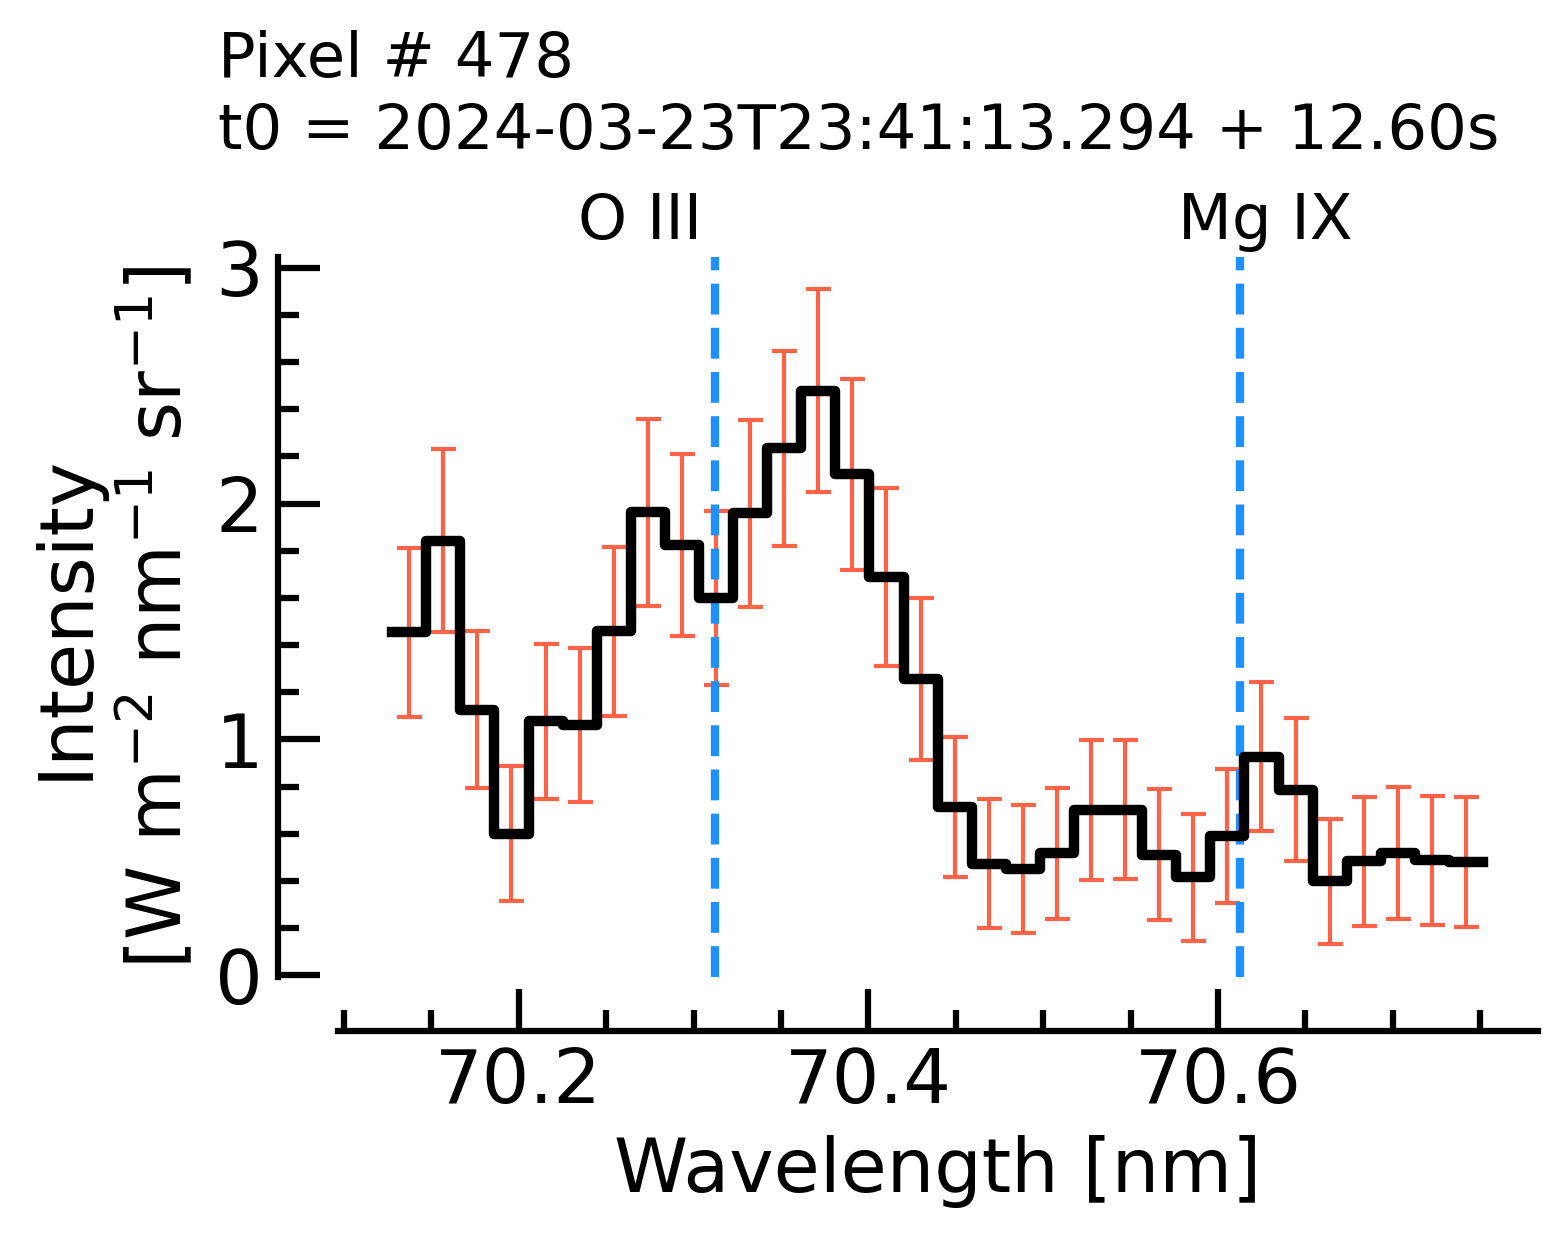 Pixel # 478
t0 = 2024-03-23T23:41:13.294 + 12.60s
O III
Mg IX
Intensity
[W m⁻² nm⁻¹ sr⁻¹]
3
2
1
0
70.2 70.4 70.6
Wavelength [nm]